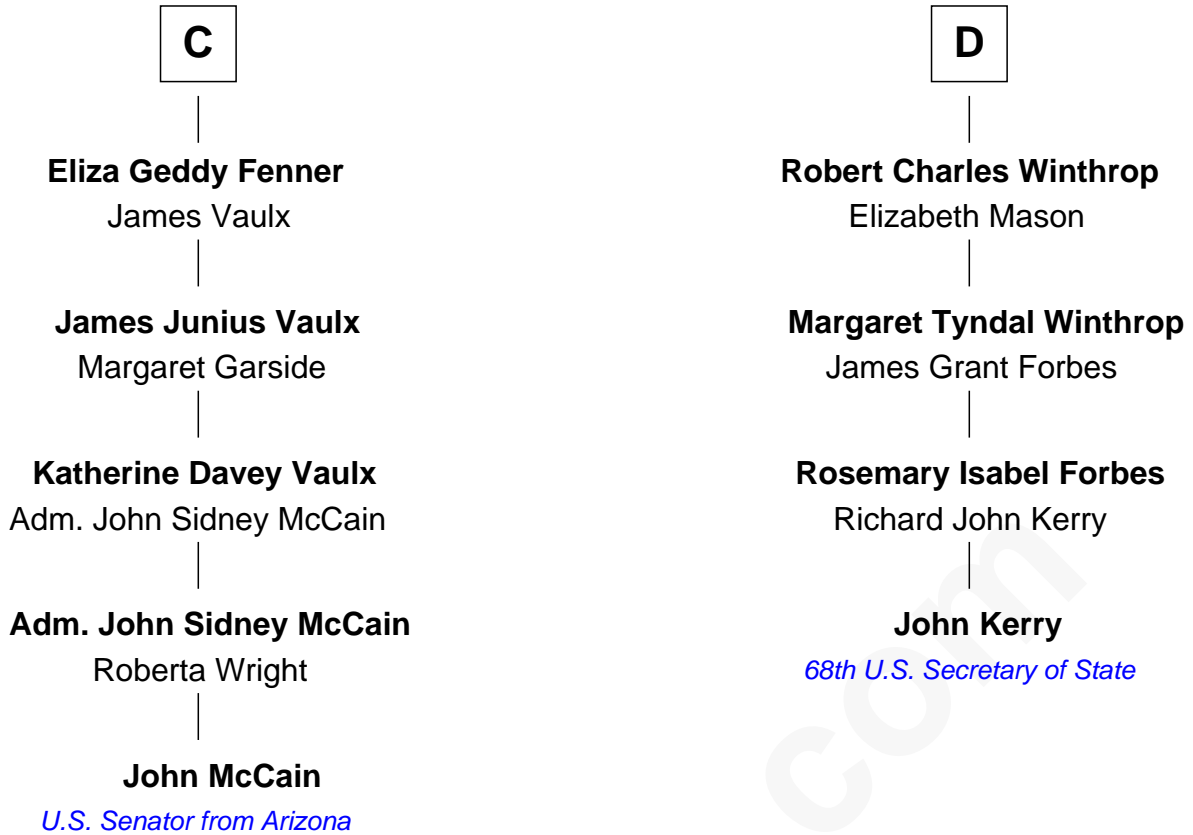 C
Eliza Geddy Fenner
James Vaulx
James Junius Vaulx
Margaret Garside
Katherine Davey Vaulx
Adm. John Sidney McCain
Adm. John Sidney McCain
Roberta Wright
John McCain
U.S. Senator from Arizona
D
Robert Charles Winthrop
Elizabeth Mason
Margaret Tyndal Winthrop
James Grant Forbes
Rosemary Isabel Forbes
Richard John Kerry
John Kerry
68th U.S. Secretary of State
com